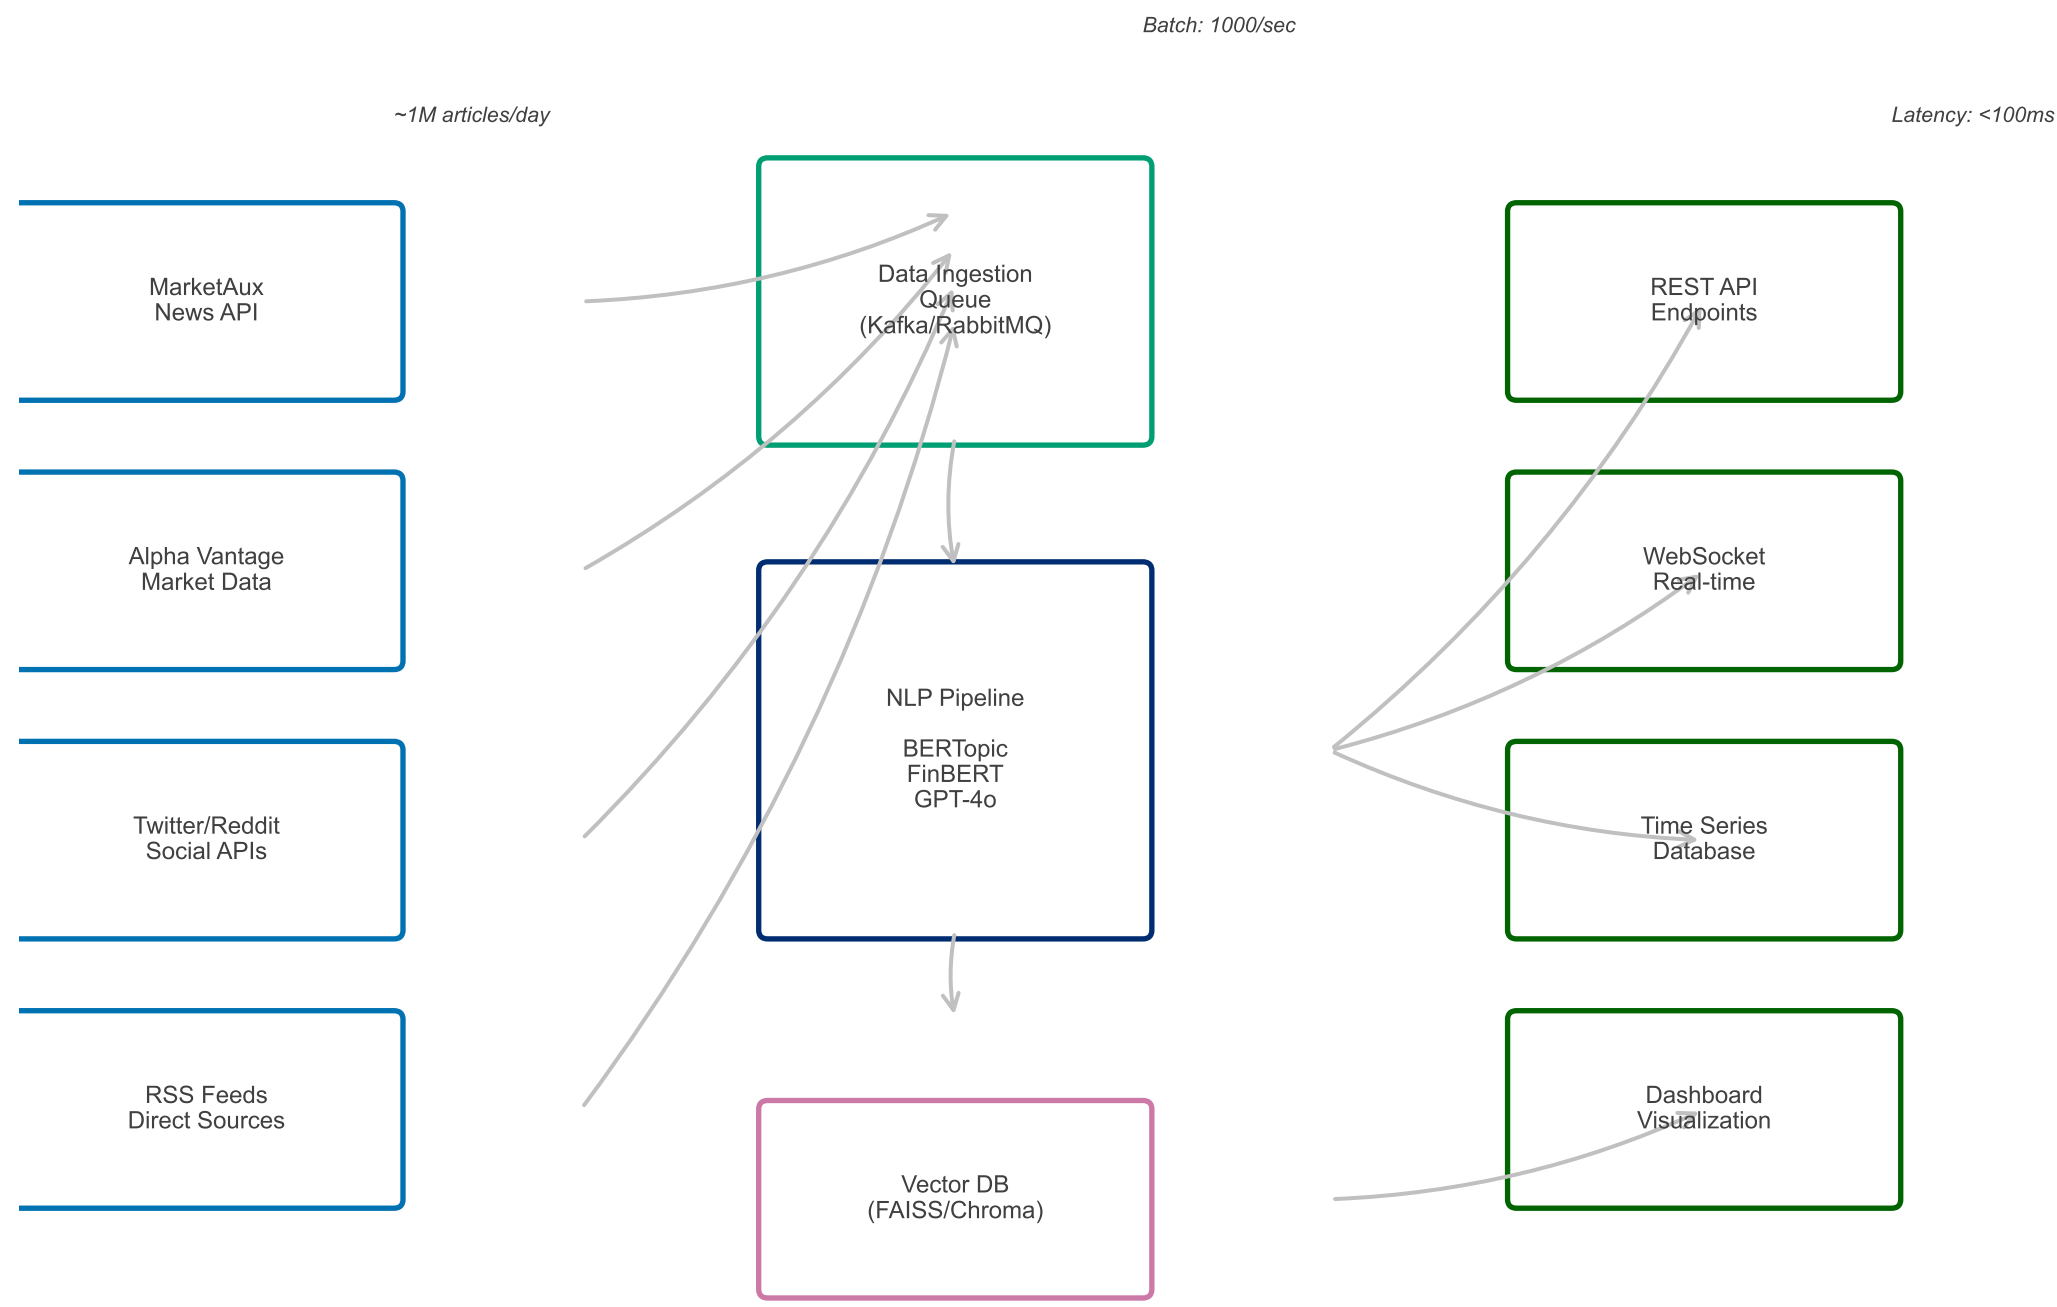 Batch: 1000/sec
~1M articles/day
Latency: <100ms
MarketAux
News API
Alpha Vantage
Market Data
Twitter/Reddit
Social APIs
RSS Feeds
Direct Sources
Data Ingestion
Queue
(Kafka/RabbitMQ)
NLP Pipeline
BERTopic
FinBERT
GPT-4o
Vector DB
(FAISS/Chroma)
REST API
Endpoints
WebSocket
Real-time
Time Series
Database
Dashboard
Visualization